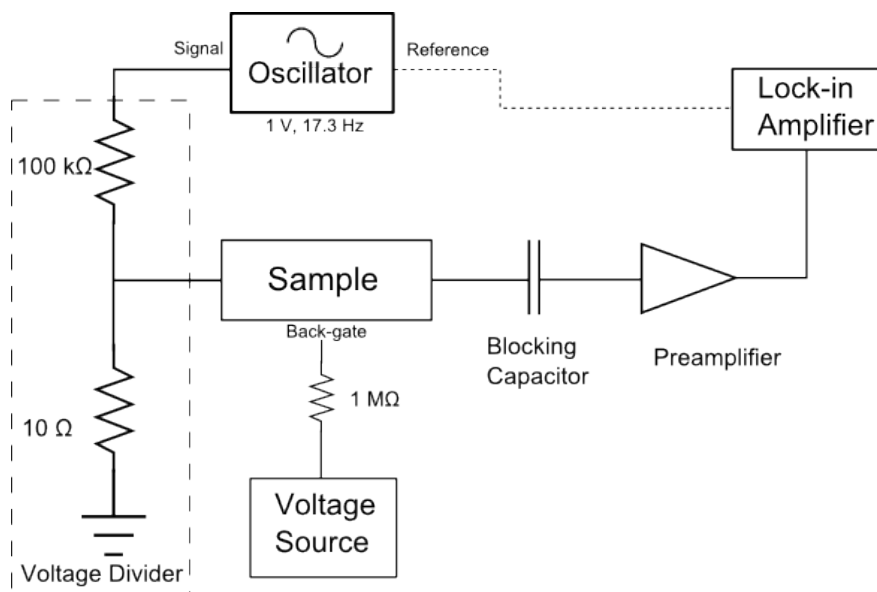 Signal
Oscillator
Reference
1 V, 17.3 Hz
Lock-in
Amplifier
100 kΩ
Sample
Back-gate
Blocking
Capacitor
Preamplifier
1 MΩ
10 Ω
Voltage
Source
Voltage Divider